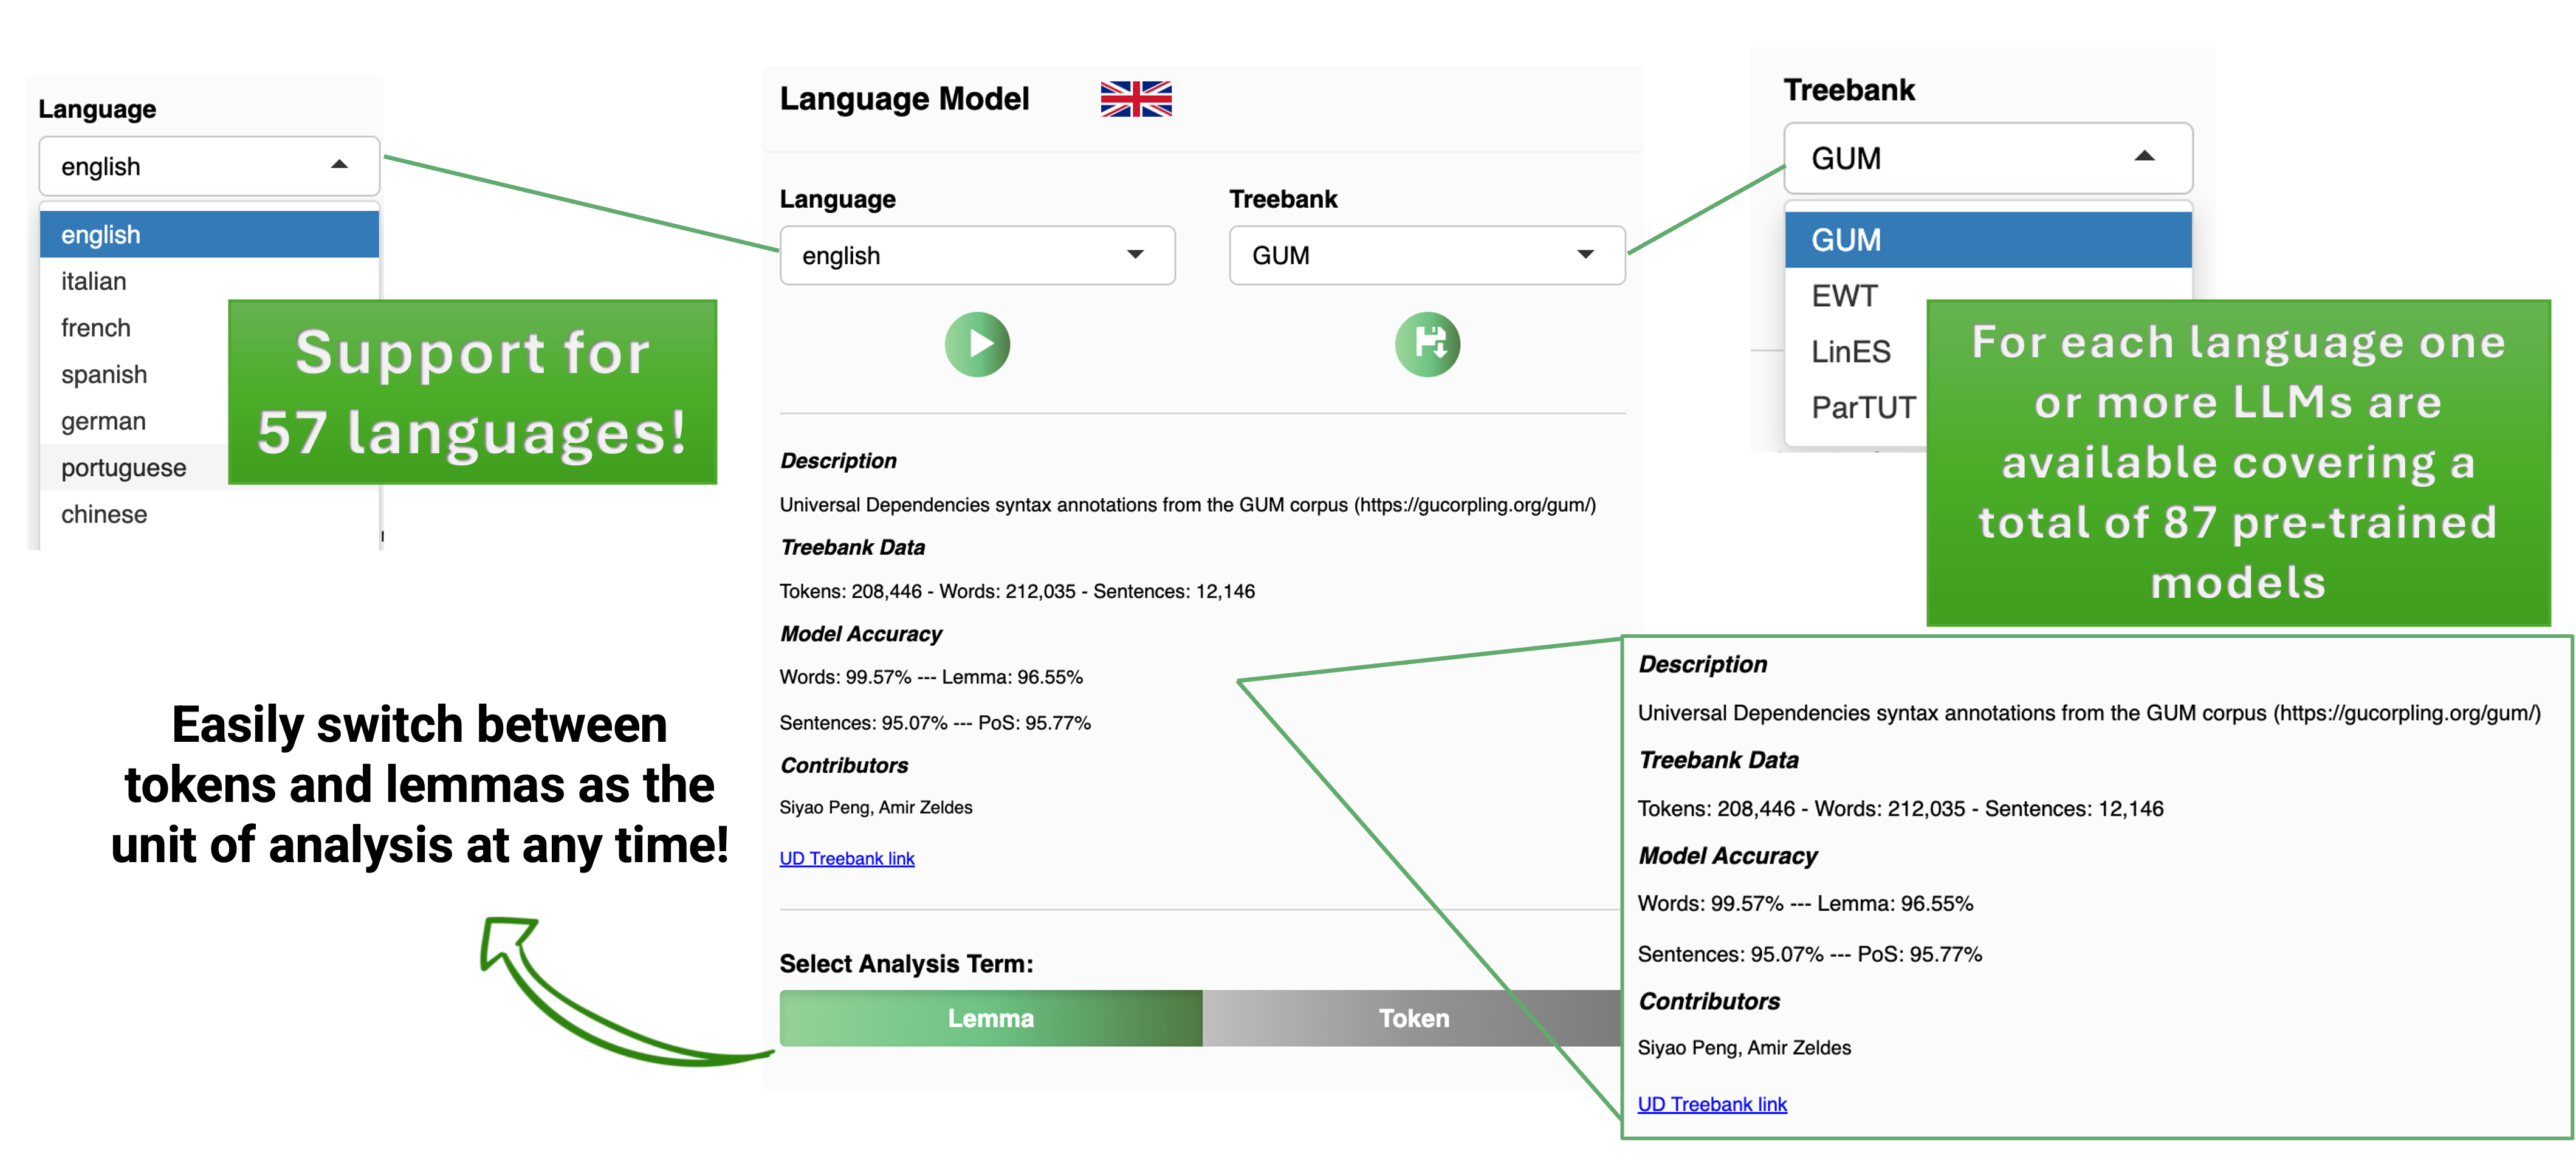 Language
english
english
italian
french
spanish
german
portuguese
chinese
Support for
57 languages!
Easily switch between
tokens and lemmas as the
unit of analysis at any time!
Language Model
Language
Treebank
english
GUM
Description
Universal Dependencies syntax annotations from the GUM corpus (https://gucorpling.org/gum/)
Treebank Data
Tokens: 208,446 - Words: 212,035 - Sentences: 12,146
Model Accuracy
Words: 99.57% --- Lemma: 96.55%
Sentences: 95.07% --- PoS: 95.77%
Contributors
Siyao Peng, Amir Zeldes
UD Treebank link
Select Analysis Term:
Lemma
Token
Treebank
GUM
GUM
EWT
LinES
ParTUT
For each language one
or more LLMs are
available covering a
total of 87 pre-trained
models
Description
Universal Dependencies syntax annotations from the GUM corpus (https://gucorpling.org/gum/)
Treebank Data
Tokens: 208,446 - Words: 212,035 - Sentences: 12,146
Model Accuracy
Words: 99.57% --- Lemma: 96.55%
Sentences: 95.07% --- PoS: 95.77%
Contributors
Siyao Peng, Amir Zeldes
UD Treebank link